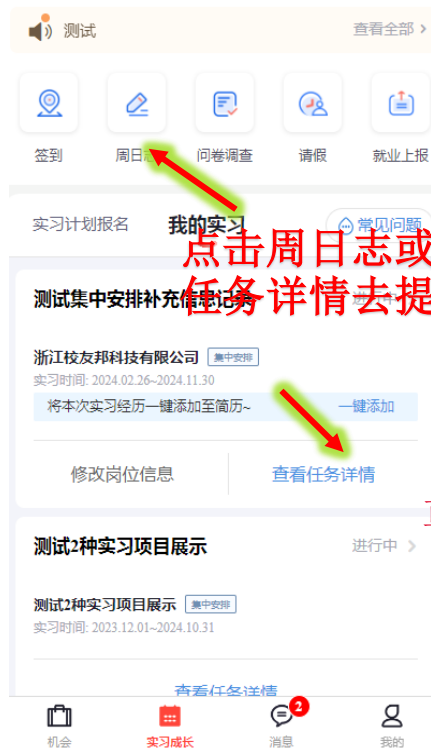 测试 查看全部 >
签到 周日志 问卷调查 请假 就业上报
实习计划报名 我的实习 常见问题
点击周日志或
任务详情去提
测试集中安排补充信息记录 进行中
浙江校友邦科技有限公司 集中安排
实习时间: 2024.02.26~2024.11.30
将本次实习经历一键添加至简历~ 一键添加
修改岗位信息 查看任务详情
测试2种实习项目展示 进行中 >
测试2种实习项目展示 集中安排
实习时间: 2023.12.01~2024.10.31
查看任务详情
2
机会 实习成长 消息 我的